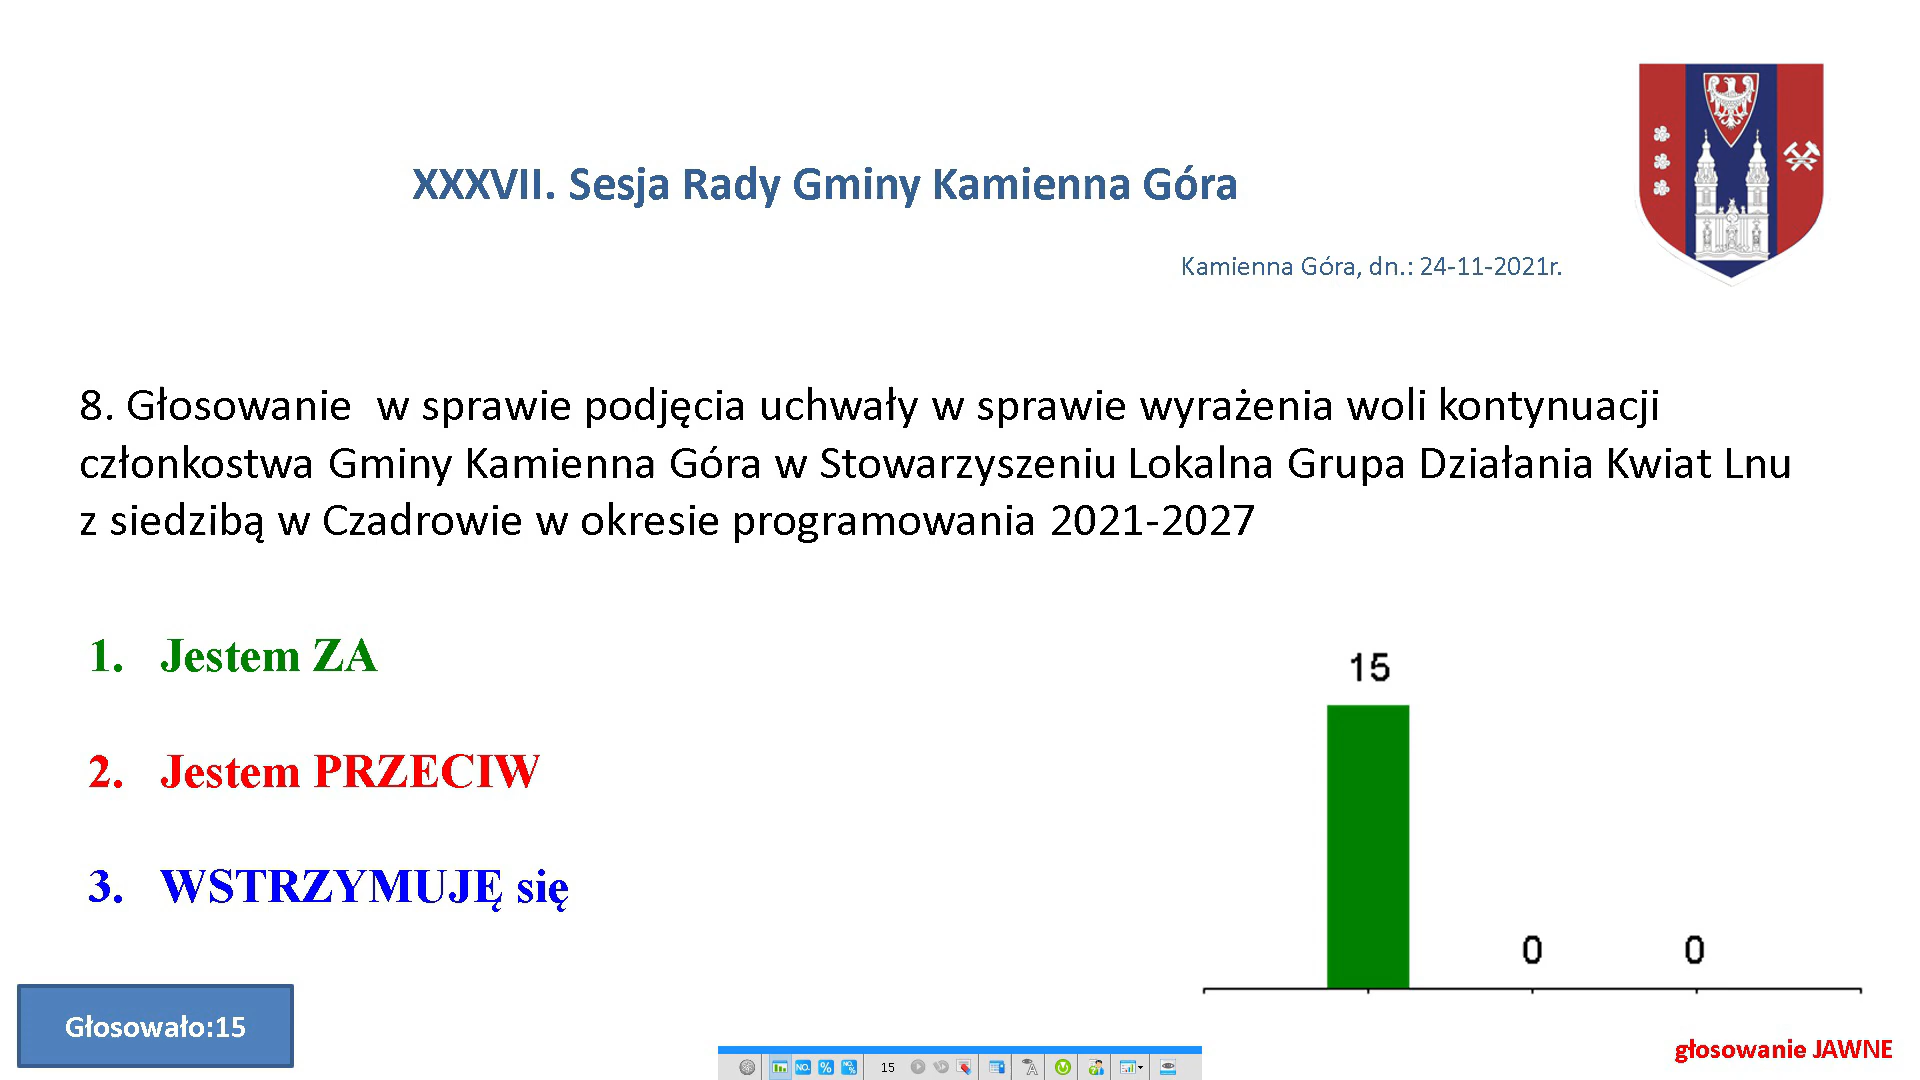 XXXVII. Sesja Rady Gminy Kamienna Góra
Kamienna Góra, dn.: 24-11-2021r.
8. Głosowanie  w sprawie podjęcia uchwały w sprawie wyrażenia woli kontynuacji
członkostwa Gminy Kamienna Góra w Stowarzyszeniu Lokalna Grupa Działania Kwiat Lnu
z siedzibą w Czadrowie w okresie programowania 2021-2027
1. Jestem ZA
2. Jestem PRZECIW
3. WSTRZYMUJĘ się
15
0 0
Głosowało:15
NO. % NO. % 15
głosowanie JAWNE